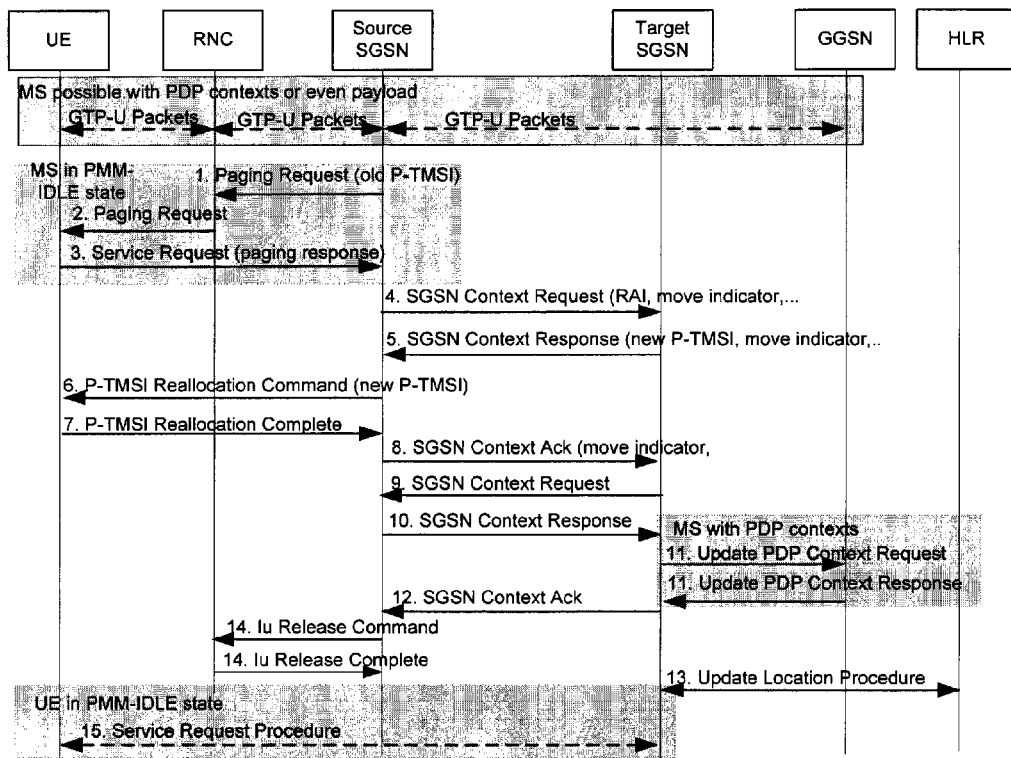 UE
RNC
Source
SGSN
Target
SGSN
GGSN
HLR
MS possible with PDP contexts or even payload
GTP-U Packets
GTP-U Packets
GTP-U Packets
MS in PMM-
IDLE state
1. Paging Request (old P-TMSI)
2. Paging Request
3. Service Request (paging response)
4. SGSN Context Request (RAI, move indicator,...
5. SGSN Context Response (new P-TMSI, move indicator,..
6. P-TMSI Reallocation Command (new P-TMSI)
7. P-TMSI Reallocation Complete
8. SGSN Context Ack (move indicator,
9. SGSN Context Request
10. SGSN Context Response
MS with PDP contexts
11. Update PDP Context Request
11. Update PDP Context Response
12. SGSN Context Ack
14. Iu Release Command
14. Iu Release Complete
13. Update Location Procedure
UE in PMM-IDLE state
15. Service Request Procedure